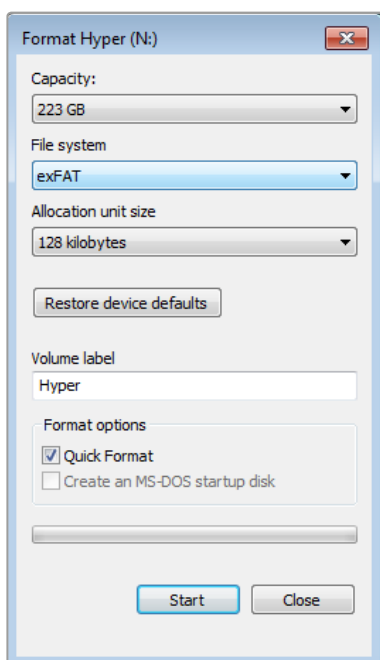 Format Hyper (N:)
Capacity:
223 GB
File system
exFAT
Allocation unit size
128 kilobytes
Restore device defaults
Volume label
Hyper
Format options
Quick Format
Create an MS-DOS startup disk
Start Close